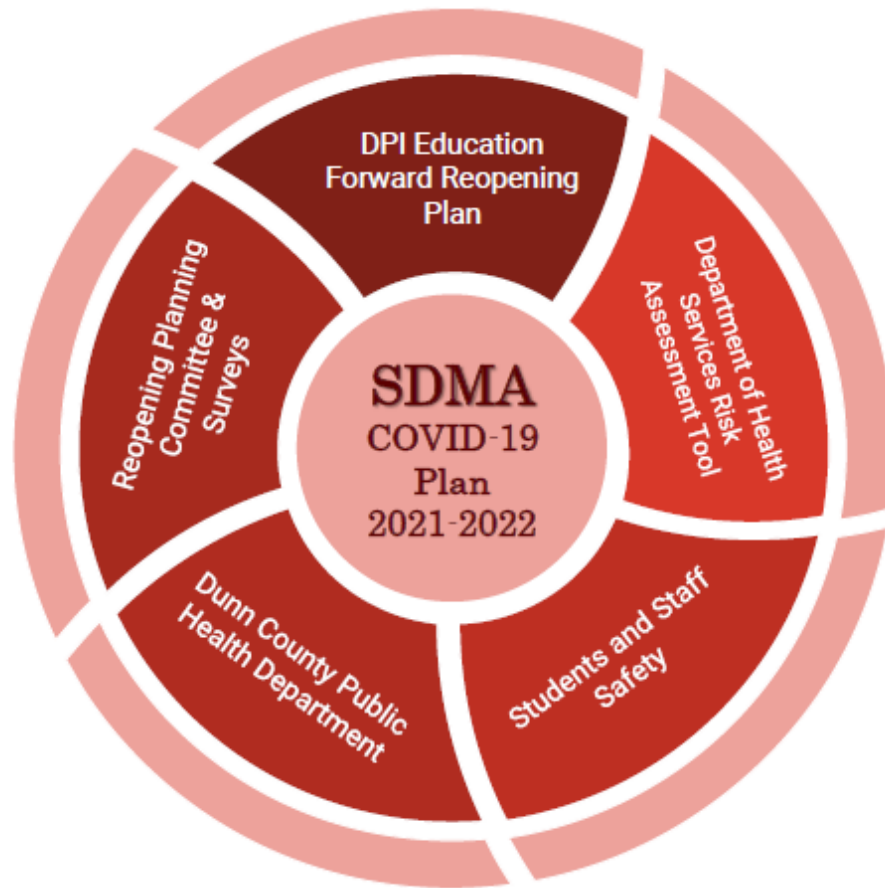 DPI Education
Forward Reopening
Plan
Department of Health
Services Risk
Assessment Tool
Students and Staff
Safety
Dunn County Public
Health Department
Reopening Planning
Committee &
Surveys
SDMA
COVID-19
Plan
2021-2022